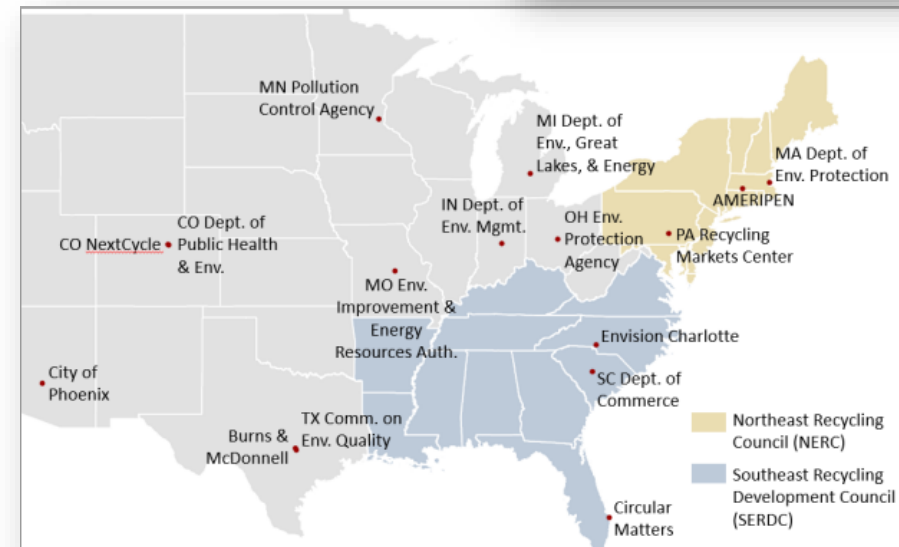 MN Pollution
Control Agency
MI Dept. of
Env., Great
Lakes, & Energy
MA Dept. of
Env. Protection
AMERIPEN
IN Dept. of
Env. Mgmt.
OH Env.
Protection
Agency
PA Recycling
Markets Center
CO NextCycle
CO Dept. of
Public Health
& Env.
MO Env.
Improvement &
Energy
Resources Auth.
Envision Charlotte
City of
Phoenix
SC Dept. of
Commerce
Burns &
McDonnell
TX Comm. on
Env. Quality
Circular
Matters
Northeast Recycling
Council (NERC)
Southeast Recycling
Development Council
(SERDC)